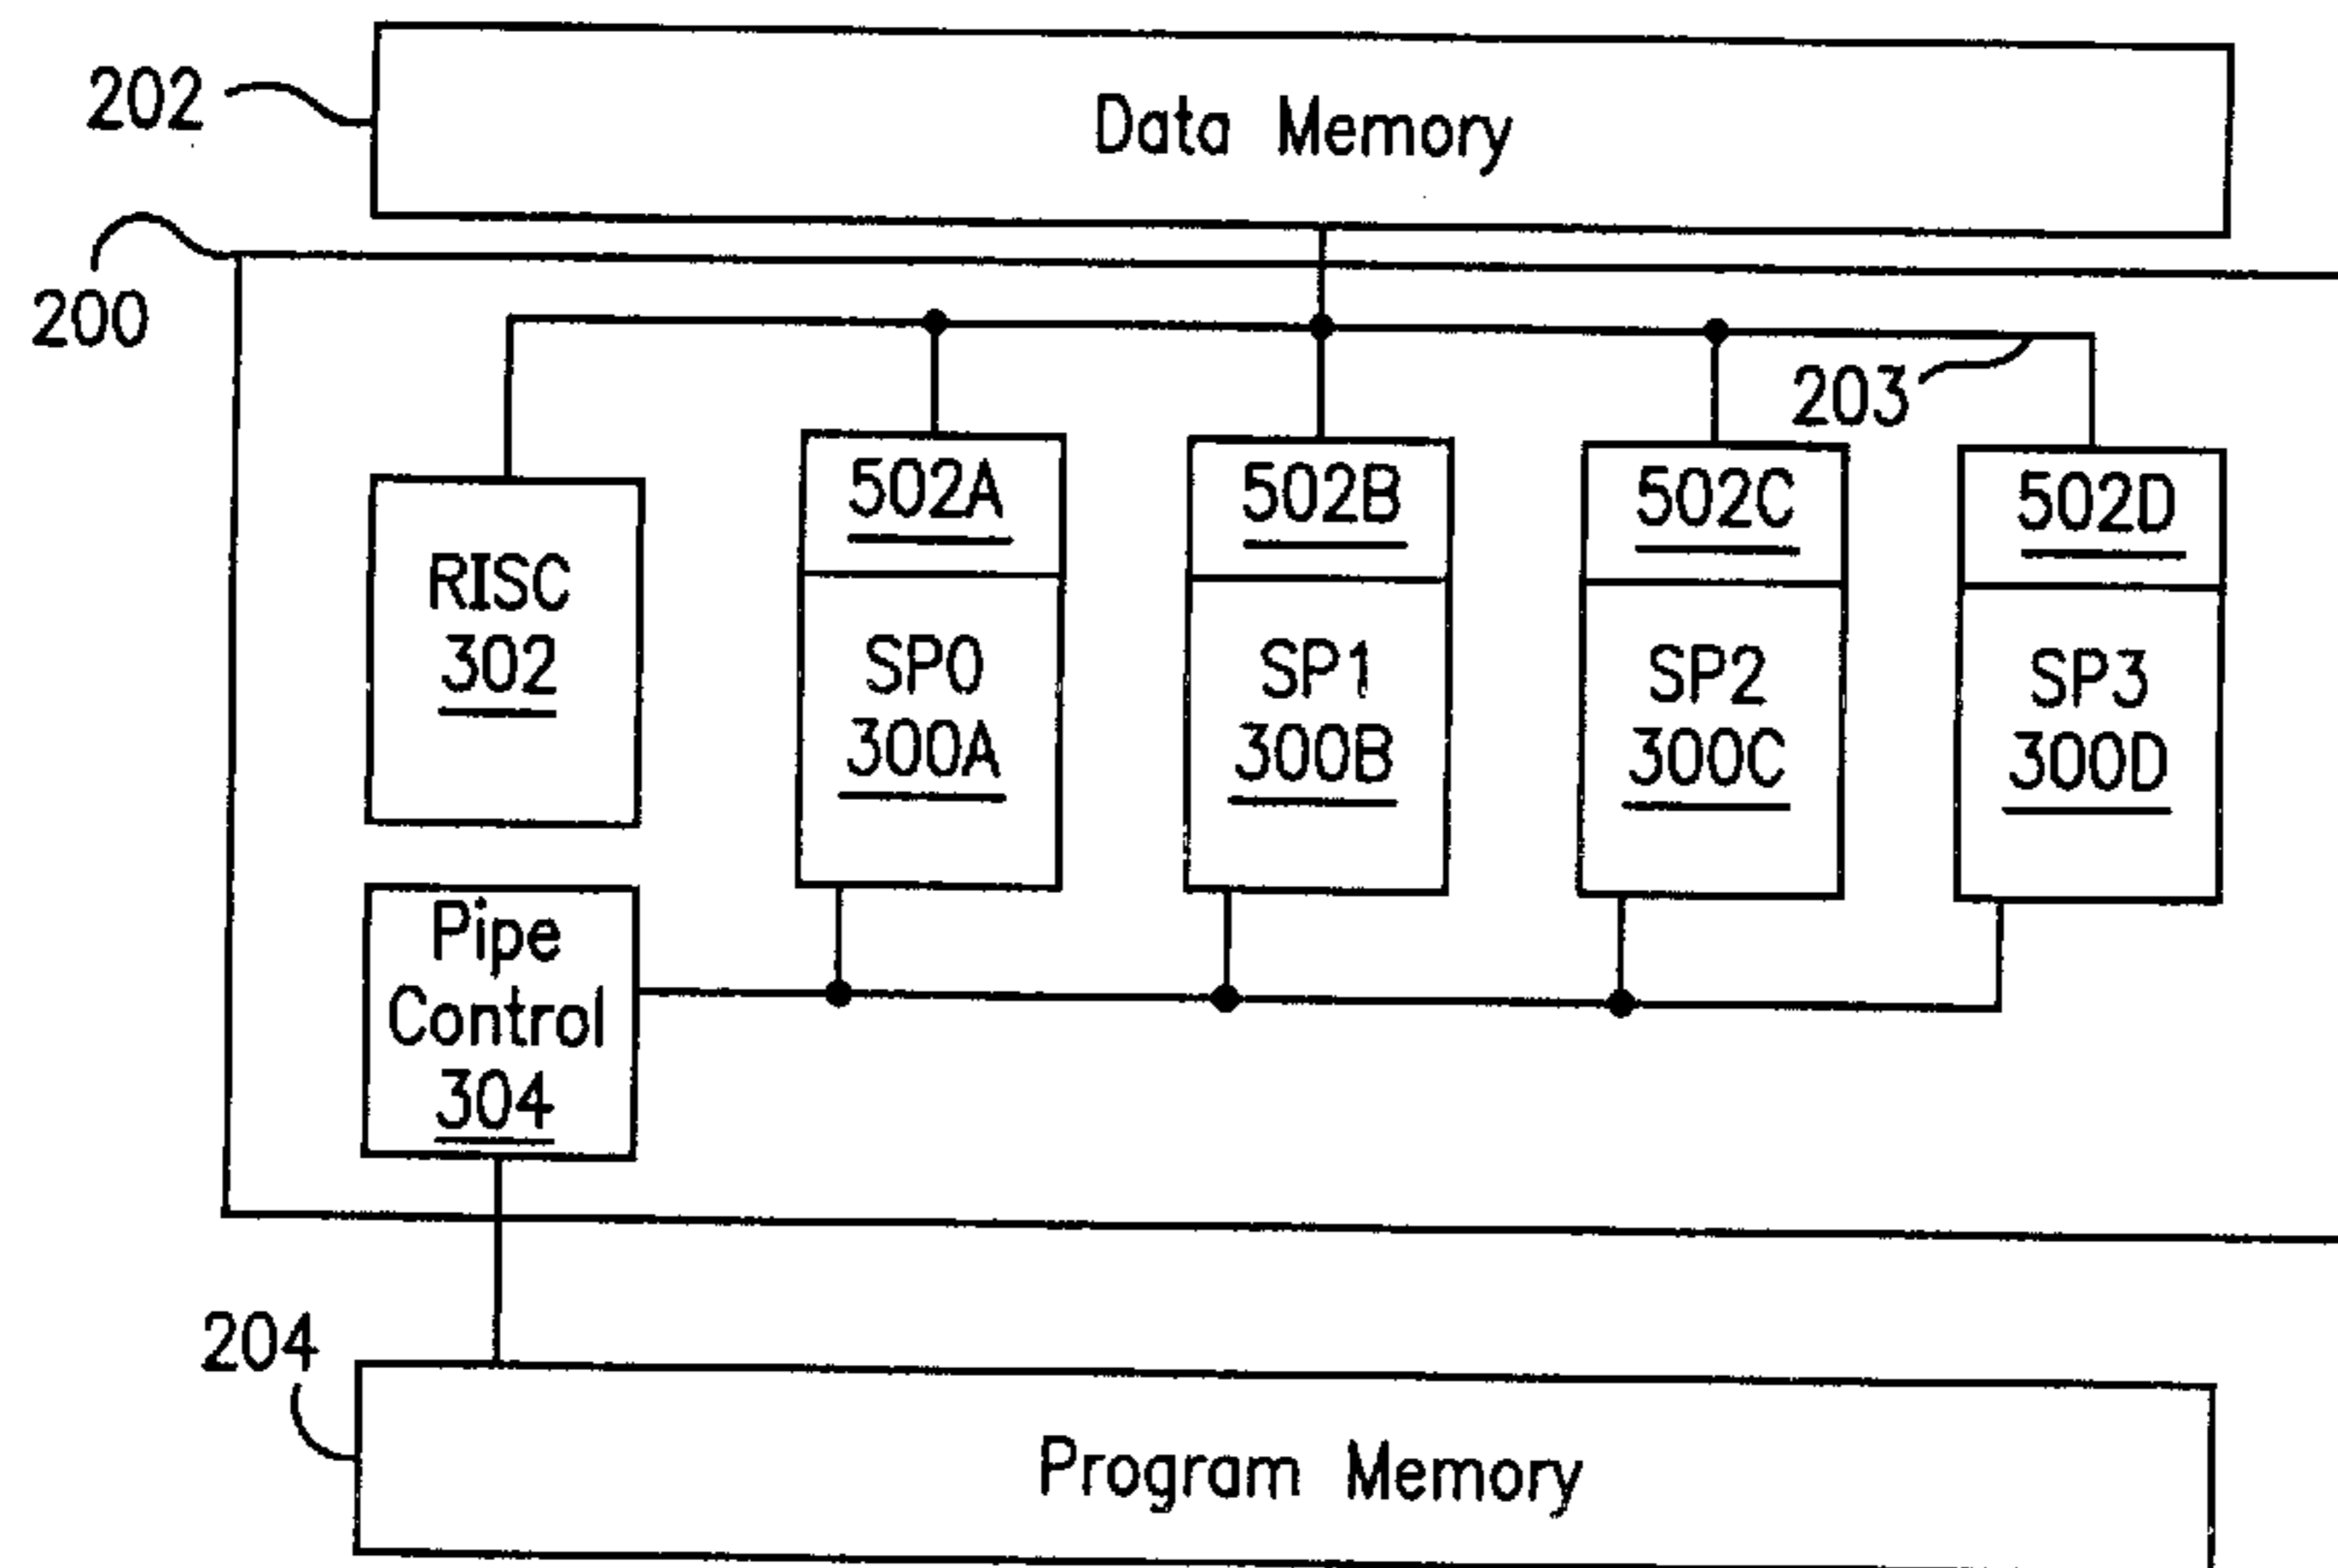 202
Data Memory
200
203
502A
502B
502C
502D
RISC
302
SP0
300A
SP1
300B
SP2
300C
SP3
300D
Pipe
Control
304
204
Program Memory